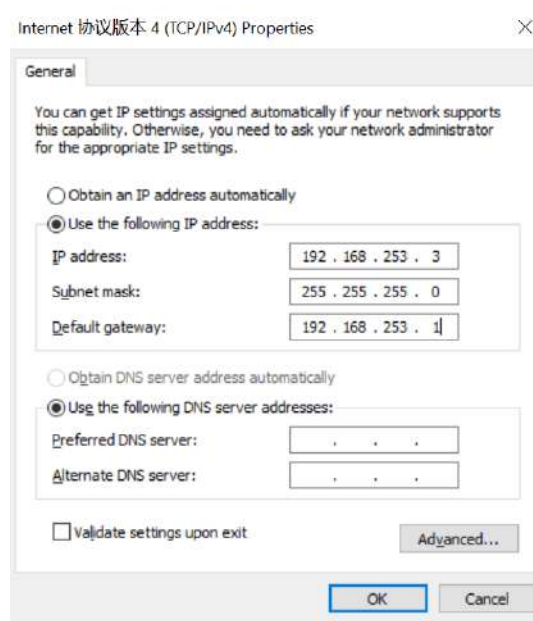 Internet 协议版本 4 (TCP/IPv4) Properties
General
You can get IP settings assigned automatically if your network supports
this capability. Otherwise, you need to ask your network administrator
for the appropriate IP settings.
Obtain an IP address automatically
Use the following IP address:
IP address: 192 . 168 . 253 . 3
Subnet mask: 255 . 255 . 255 . 0
Default gateway: 192 . 168 . 253 . 1
Obtain DNS server address automatically
Use the following DNS server addresses:
Preferred DNS server: . . .
Alternate DNS server: . . .
Validate settings upon exit
Advanced...
OK Cancel